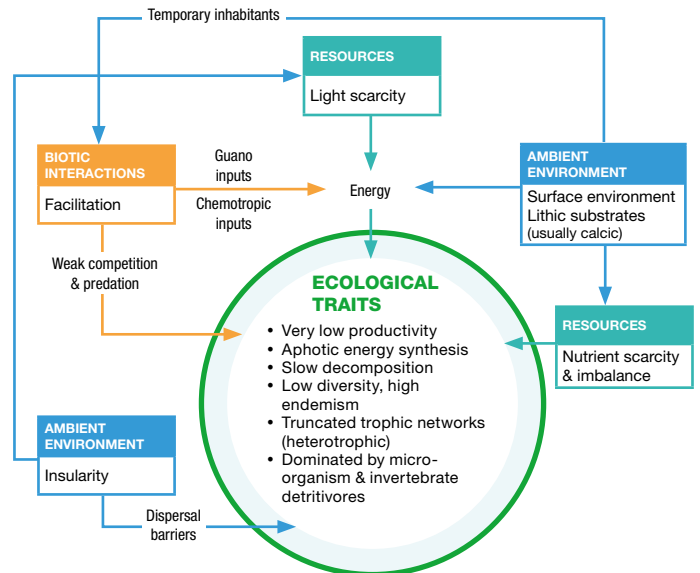 Temporary inhabitants
RESOURCES
Light scarcity
BIOTIC
INTERACTIONS
Facilitation
Guano
inputs
Chemotropic
inputs
Energy
AMBIENT
ENVIRONMENT
Surface environment
Lithic substrates
(usually calcic)
Weak competition
& predation
ECOLOGICAL
TRAITS
• Very low productivity
• Aphotic energy synthesis
• Slow decomposition
• Low diversity, high
endemism
• Truncated trophic networks
(heterotrophic)
• Dominated by micro-
organism & invertebrate
detritivores
RESOURCES
Nutrient scarcity
& imbalance
AMBIENT
ENVIRONMENT
Insularity
Dispersal
barriers